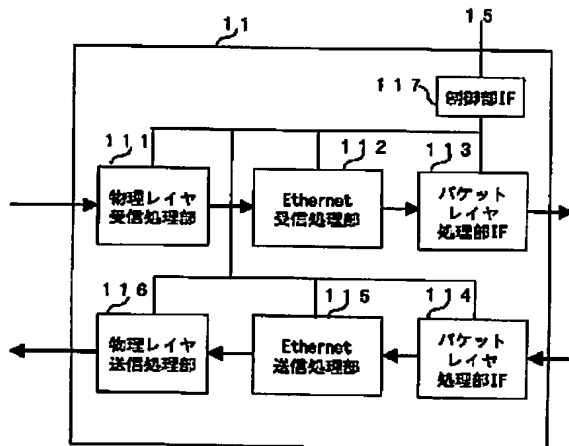 11
15
117
制御部IF
111
112
113
物理レイヤ
受信処理部
Ethernet
受信処理部
パケット
レイヤ
処理部IF
116
115
114
物理レイヤ
送信処理部
Ethernet
送信処理部
パケット
レイヤ
処理部IF